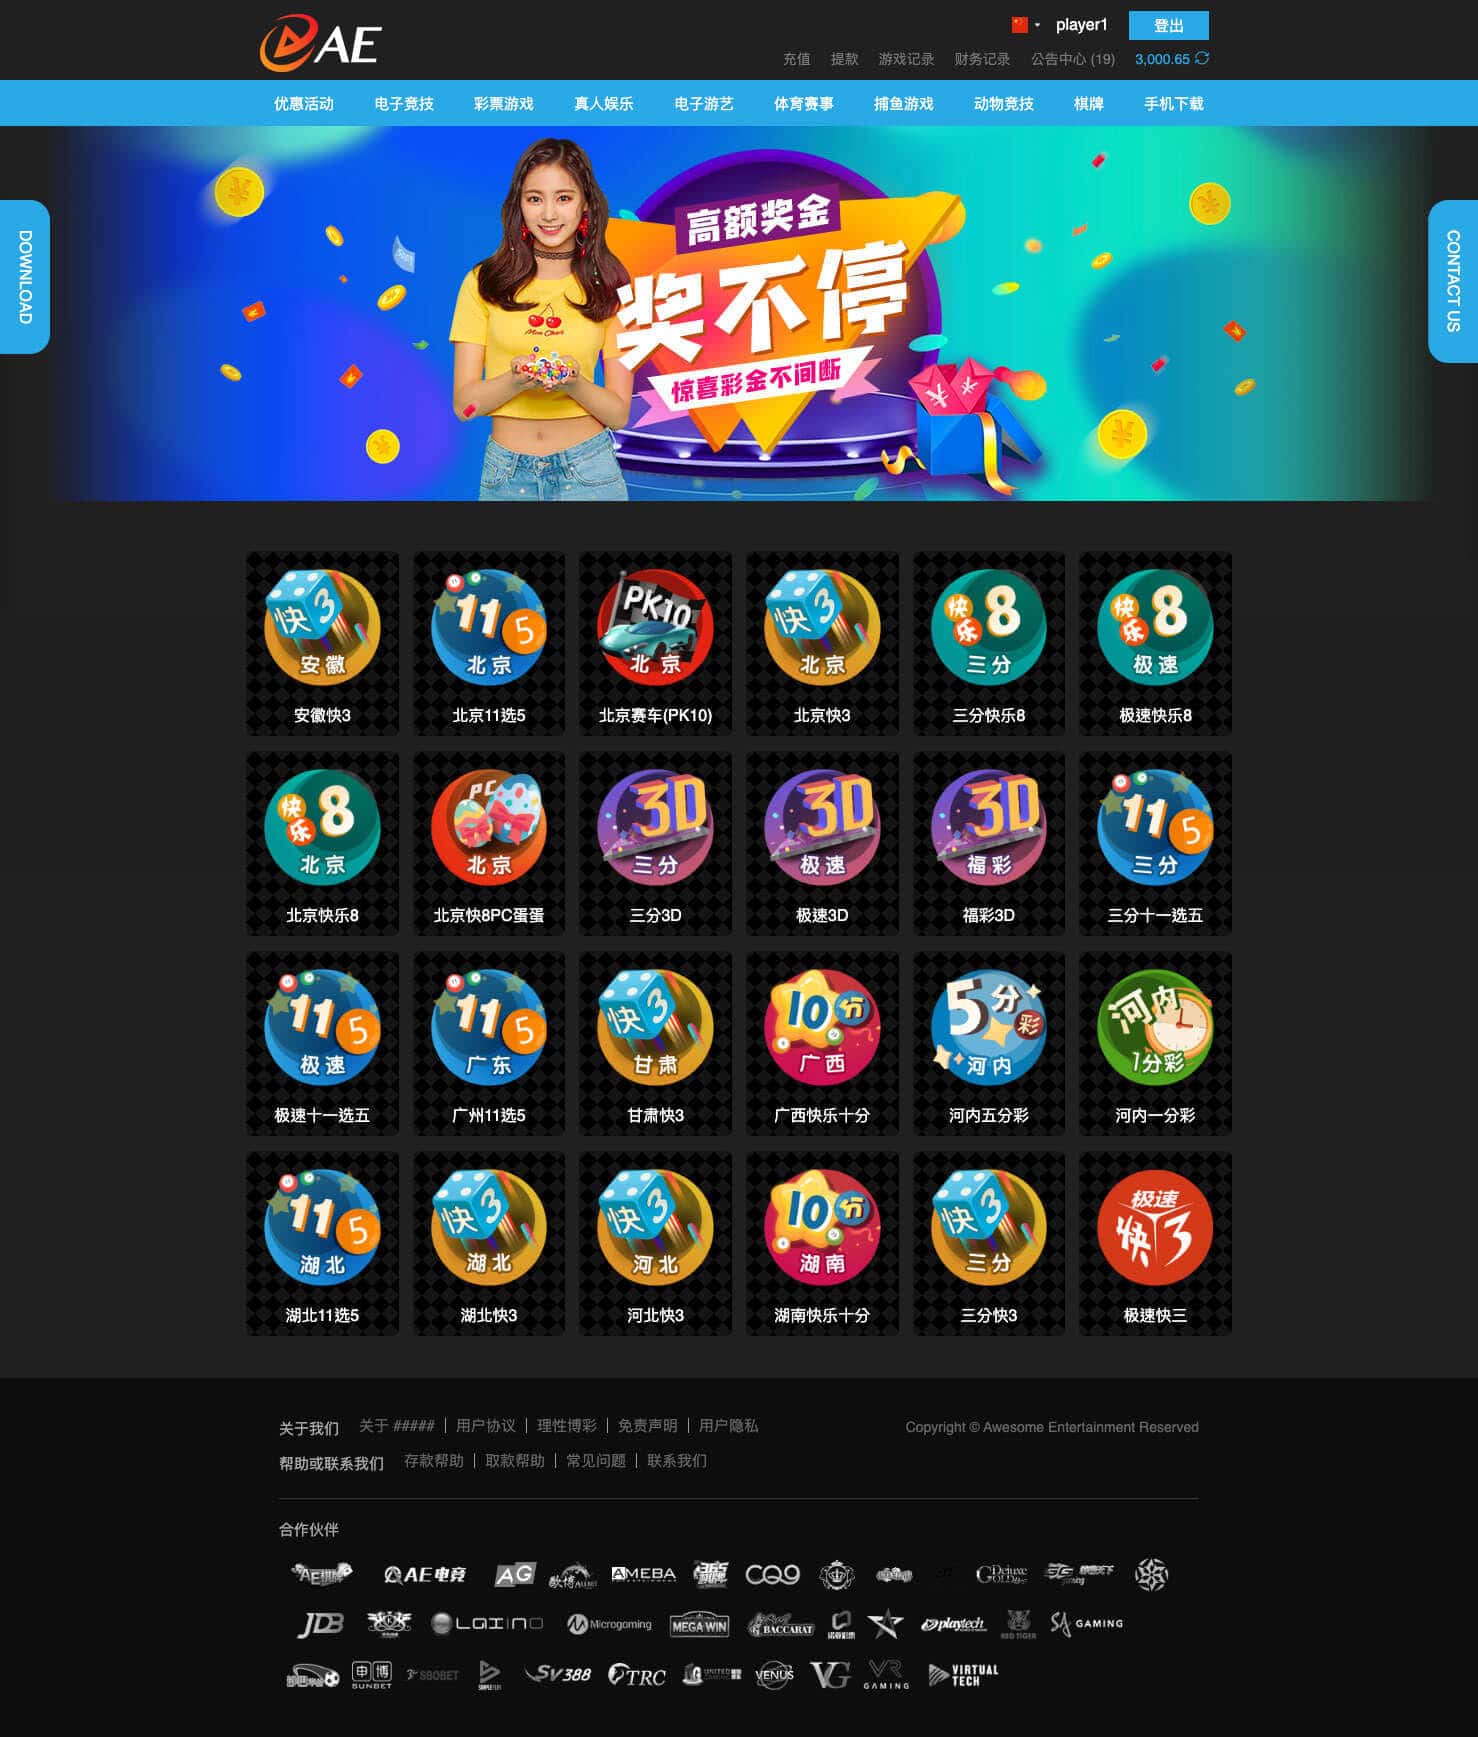 AE
player1
登出
充值 提款 游戏记录 财务记录 公告中心 (19) 3,000.65
优惠活动 电子竞技 彩票游戏 真人娱乐 电子游艺 体育赛事 捕鱼游戏 动物竞技 棋牌 手机下载
DOWNLOAD
CONTACT US
高额奖金
奖不停
惊喜彩金不间断
快3 安徽
11 5 北京
PK10 北京
快3 北京
快乐8 三分
快乐8 极速
安徽快3 北京11选5 北京赛车(PK10) 北京快3 三分快乐8 极速快乐8
快乐8 北京
PC 北京
3D 三分
3D 极速
3D 福彩
11 5 三分
北京快乐8 北京快8PC蛋蛋 三分3D 极速3D 福彩3D 三分十一选五
11 5 极速
11 5 广东
快3 甘肃
10分 广西
5分彩 河内
河内 1分彩
极速十一选五 广州11选5 甘肃快3 广西快乐十分 河内五分彩 河内一分彩
11 5 湖北
快3 湖北
快3 河北
10分 湖南
快3 三分
极速 快3
湖北11选5 湖北快3 河北快3 湖南快乐十分 三分快3 极速快三
关于我们 关于 ##### 用户协议 理性博彩 免责声明 用户隐私
Copyright © Awesome Entertainment Reserved
帮助或联系我们 存款帮助 取款帮助 常见问题 联系我们
合作伙伴
AE棋牌 AE电竞 AG 欧博 AMEBA CQ9 GDeluxe GOLD
JDB LQINO Microgaming MEGA WIN BACCARAT playtech RED TIGER SA GAMING
申博 SUNBET SBOBET SIMPLEPLAY SV388 TRC UNITED GAMING VENUS VG VR GAMING VIRTUAL TECH